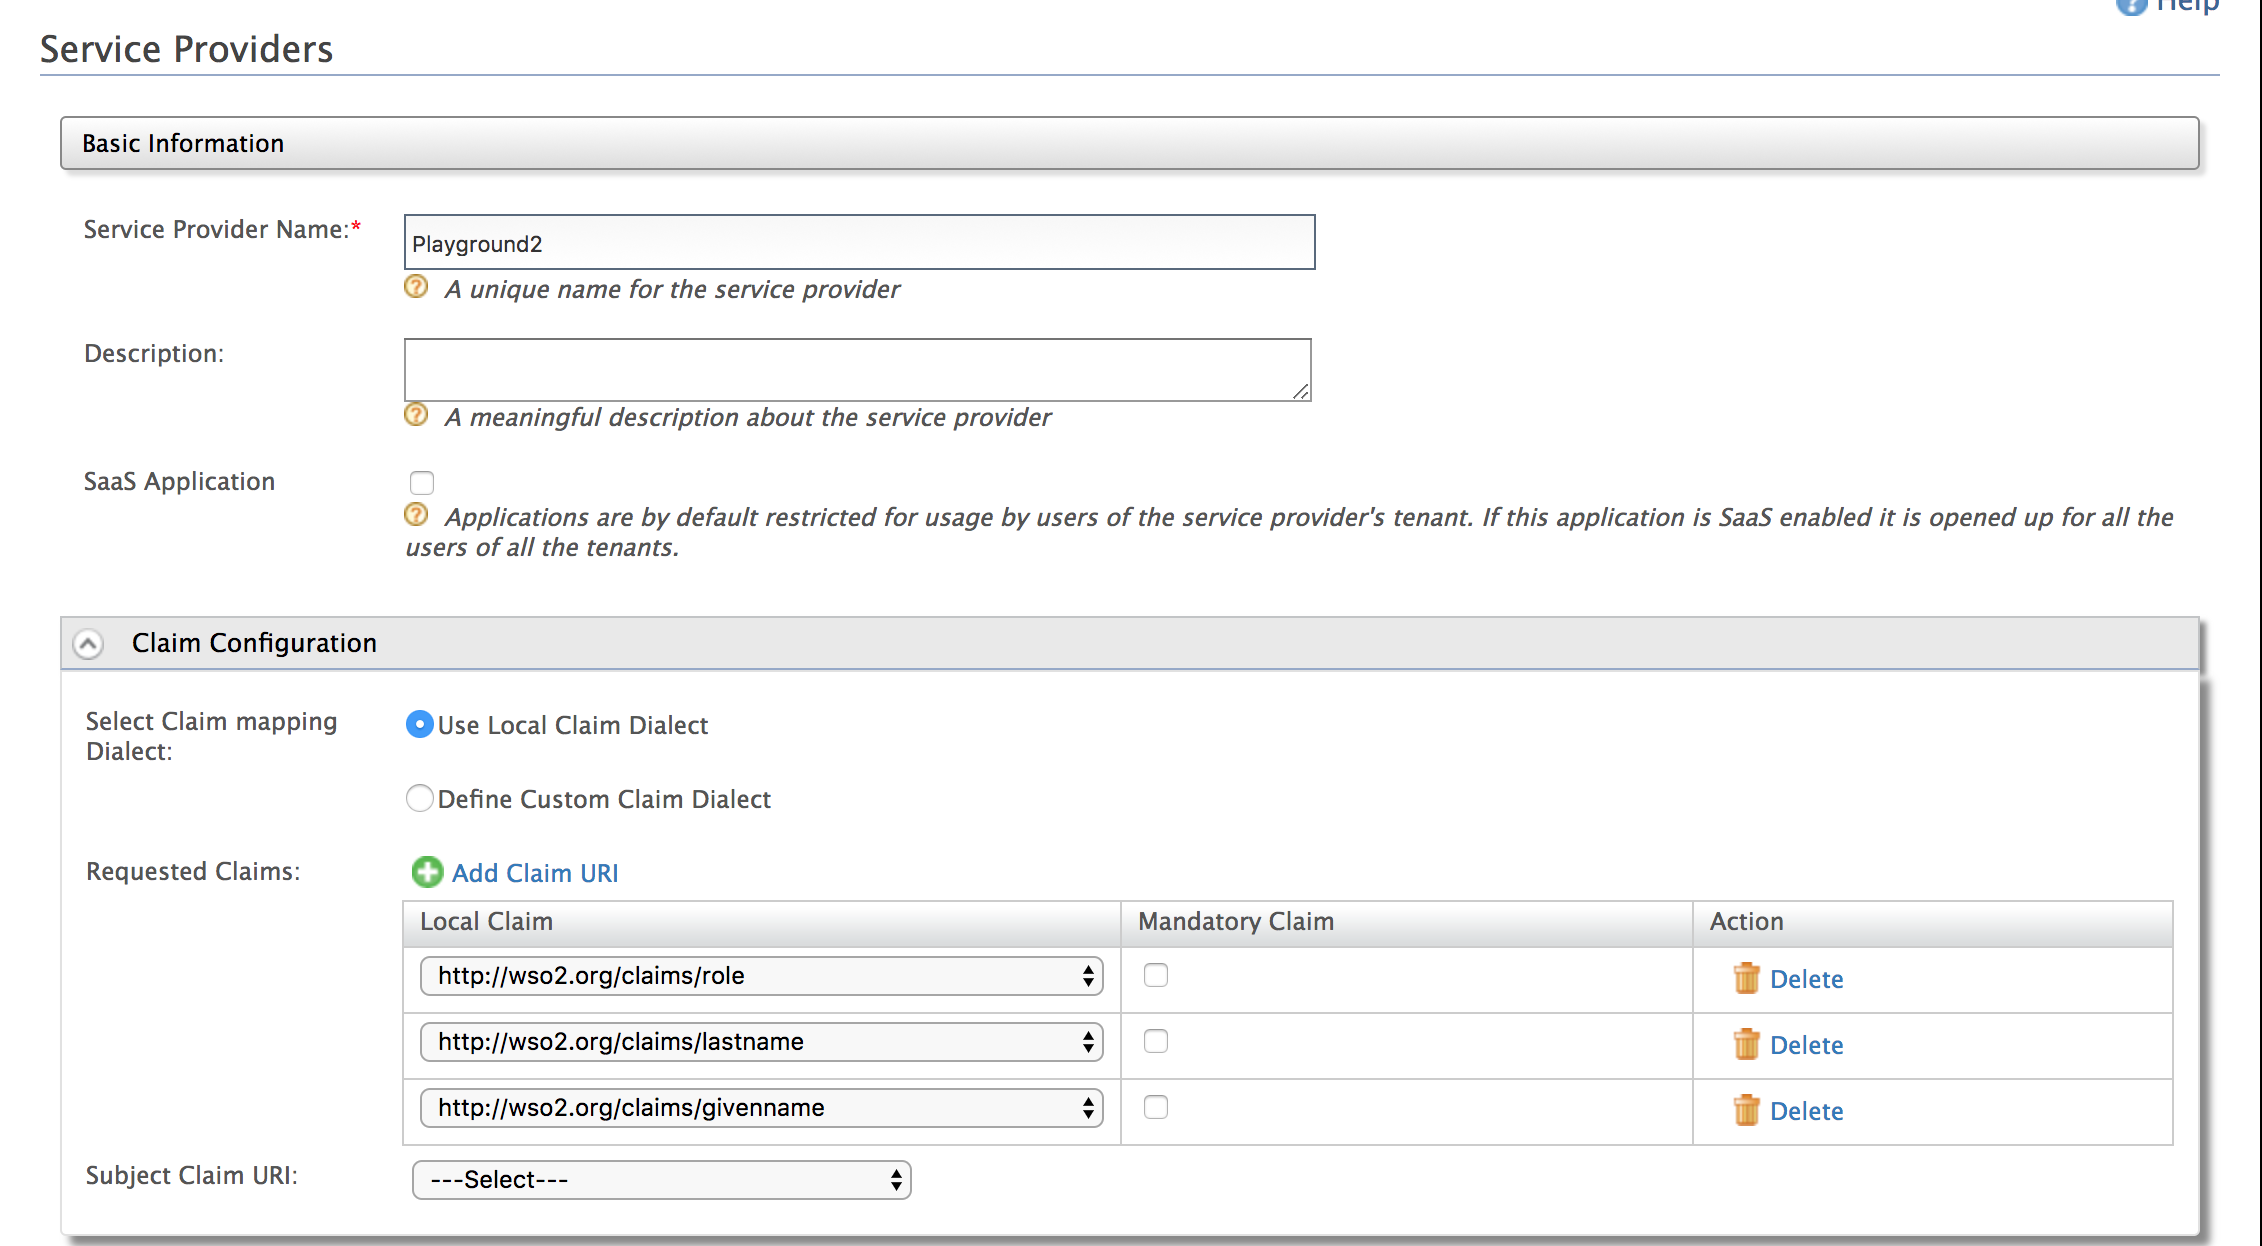 Help
Service Providers
Basic Information
Service Provider Name:*
Playground2
A unique name for the service provider
Description:
A meaningful description about the service provider
SaaS Application
Applications are by default restricted for usage by users of the service provider's tenant. If this application is SaaS enabled it is opened up for all the
users of all the tenants.
Claim Configuration
Select Claim mapping
Dialect:
Use Local Claim Dialect
Define Custom Claim Dialect
Requested Claims:
Add Claim URI
Local Claim Mandatory Claim Action
http://wso2.org/claims/role Delete
http://wso2.org/claims/lastname Delete
http://wso2.org/claims/givenname Delete
Subject Claim URI:
---Select---